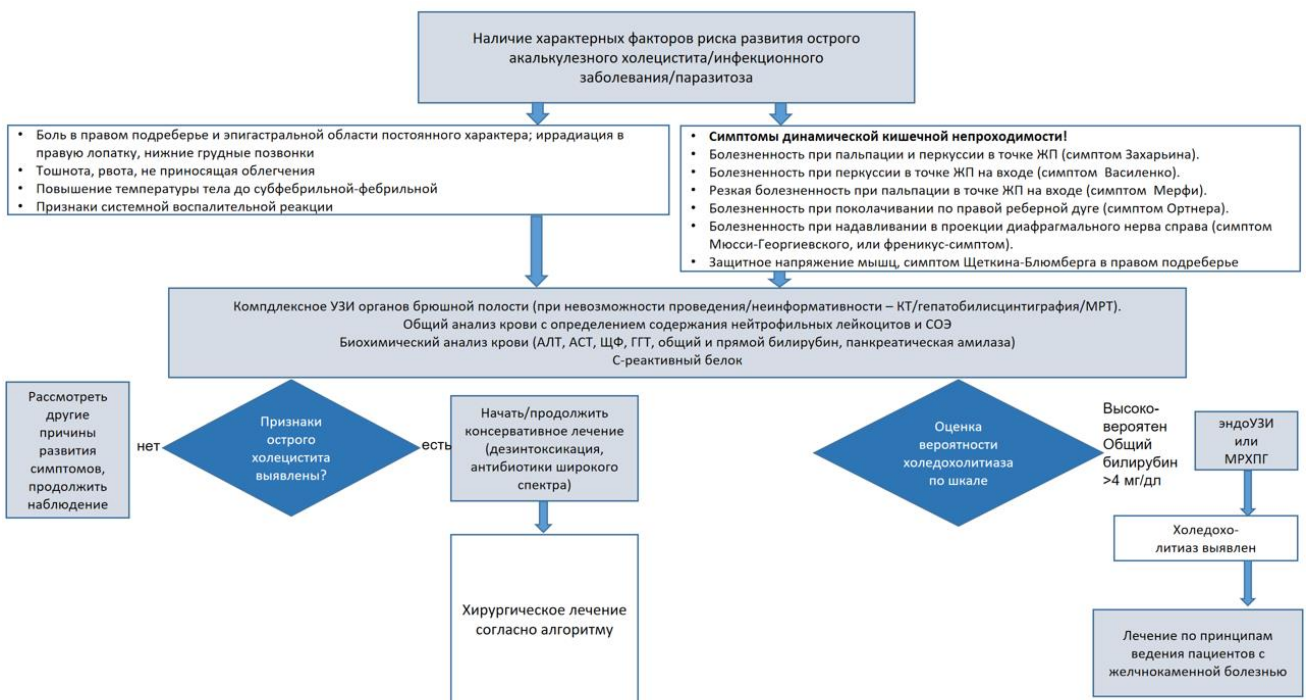 Наличие характерных факторов риска развития острого
акалькулезного холецистита/инфекционного
заболевания/паразитоза
• Боль в правом подреберье и эпигастральной области постоянного характера; иррадиация в
правую лопатку, нижние грудные позвонки
• Тошнота, рвота, не приносящая облегчения
• Повышение температуры тела до субфебрильной-фебрильной
• Признаки системной воспалительной реакции
• Симптомы динамической кишечной непроходимости!
• Болезненность при пальпации и перкуссии в точке ЖП (симптом Захарьина).
• Болезненность при перкуссии в точке ЖП на входе (симптом Василенко).
• Резкая болезненность при пальпации в точке ЖП на входе (симптом Мерфи).
• Болезненность при поколачивании по правой реберной дуге (симптом Ортнера).
• Болезненность при надавливании в проекции диафрагмального нерва справа (симптом
Мюсси-Георгиевского, или френикус-симптом).
• Защитное напряжение мышц, симптом Щеткина-Блюмберга в правом подреберье
Компдлексное УЗИ органов брюшной полости (при невозможности проведения/неинформативности – КТ/гепатобилисцинтиграфия/МРТ).
Общий анализ крови с определением содержания нейтрофильных лейкоцитов и СОЭ
Биохимический анализ крови (АЛТ, АСТ, ЩФ, ГГТ, общий и прямой билирубин, панкреатическая амилаза)
С-реактивный белок
Рассмотреть
другие
причины
развития
симптомов,
продолжить
наблюдение
нет
Признаки
острого
холецистита
выявлены?
есть
Начать/продолжить
консервативное лечение
(дезинтоксикация,
антибиотики широкого
спектра)
Хирургическое лечение
согласно алгоритму
Оценка
вероятности
холедохолитиаза
по шкале
Высоко-
вероятен
Общий
билирубин
>4 мг/дл
эндоУЗИ
или
МРХПГ
Холедохо-
литиаз выявлен
Лечение по принципам
ведения пациентов с
желчнокаменной болезнью